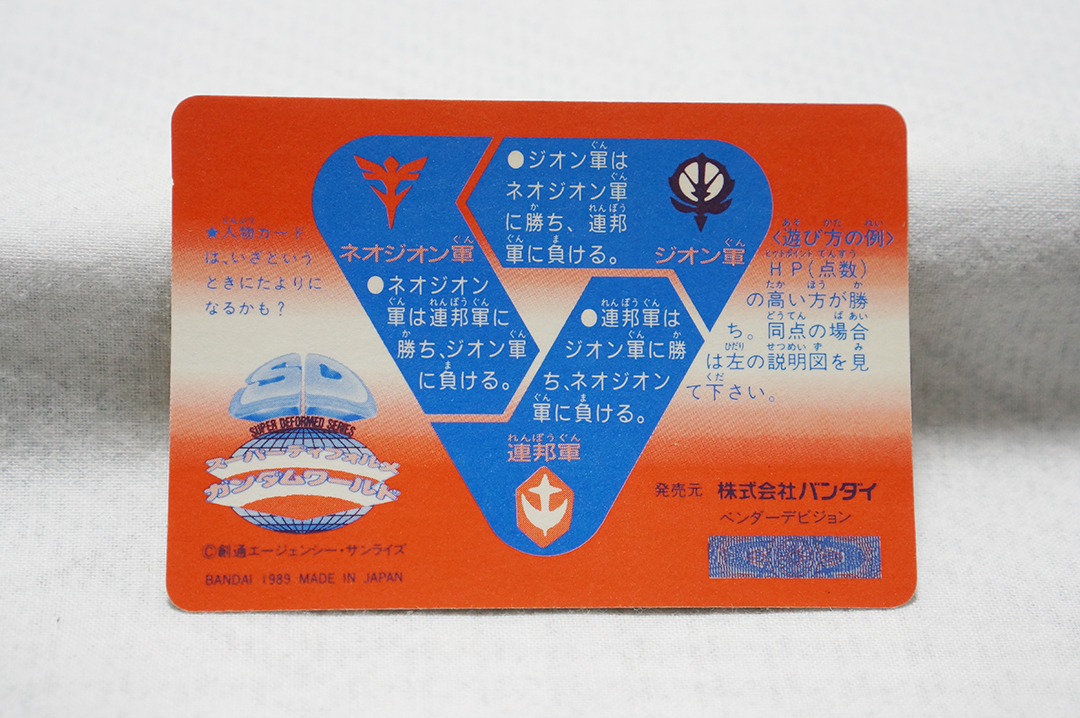 ●ジオン軍は
ネオジオン軍
に勝ち、連邦
軍に負ける。
ネオジオン軍
ジオン軍
●ネオジオン
軍は連邦軍に
勝ち、ジオン軍
に負ける。
●連邦軍は
ジオン軍に勝
ち、ネオジオン
軍に負ける。
連邦軍
★人物カード
は、いざという
ときにたよりに
なるかも？
〈遊び方の例〉
HP(点数)
の高い方が勝
ち。同点の場合
は左の説明図を見
て下さい。
SD
SUPER DEFORMED SERIES
スーパーディフォルメ
ガンダムワールド
©創通エージェンシー・サンライズ
BANDAI 1989 MADE IN JAPAN
発売元 株式会社バンダイ
ベンダーデビジョン